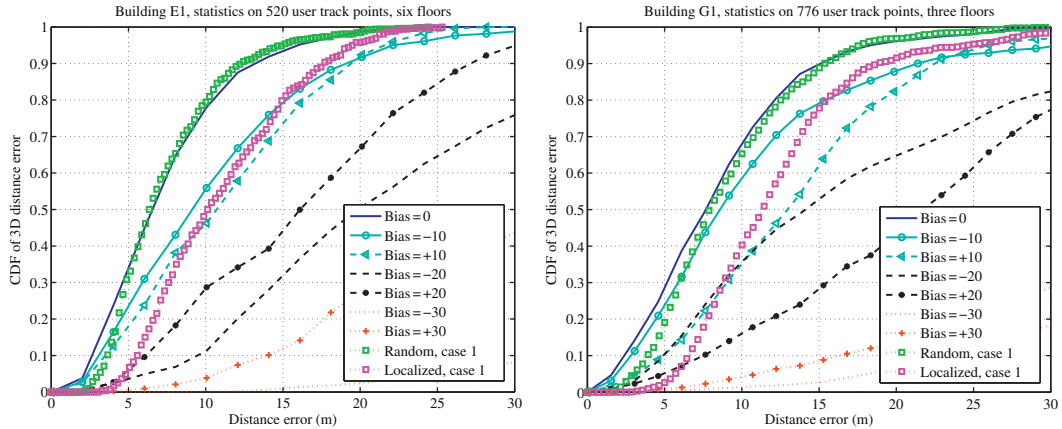 Building E1, statistics on 520 user track points, six floors
CDF of 3D distance error
1
0.9
0.8
0.7
0.6
0.5
0.4
0.3
0.2
0.1
0
0
5
10
15
20
25
30
Distance error (m)
Bias=0
Bias=−10
Bias=+10
Bias=−20
Bias=+20
Bias=−30
Bias=+30
Random, case 1
Localized, case 1
Building G1, statistics on 776 user track points, three floors
CDF of 3D distance error
1
0.9
0.8
0.7
0.6
0.5
0.4
0.3
0.2
0.1
0
0
5
10
15
20
25
30
Distance error (m)
Bias=0
Bias=−10
Bias=+10
Bias=−20
Bias=+20
Bias=−30
Bias=+30
Random, case 1
Localized, case 1